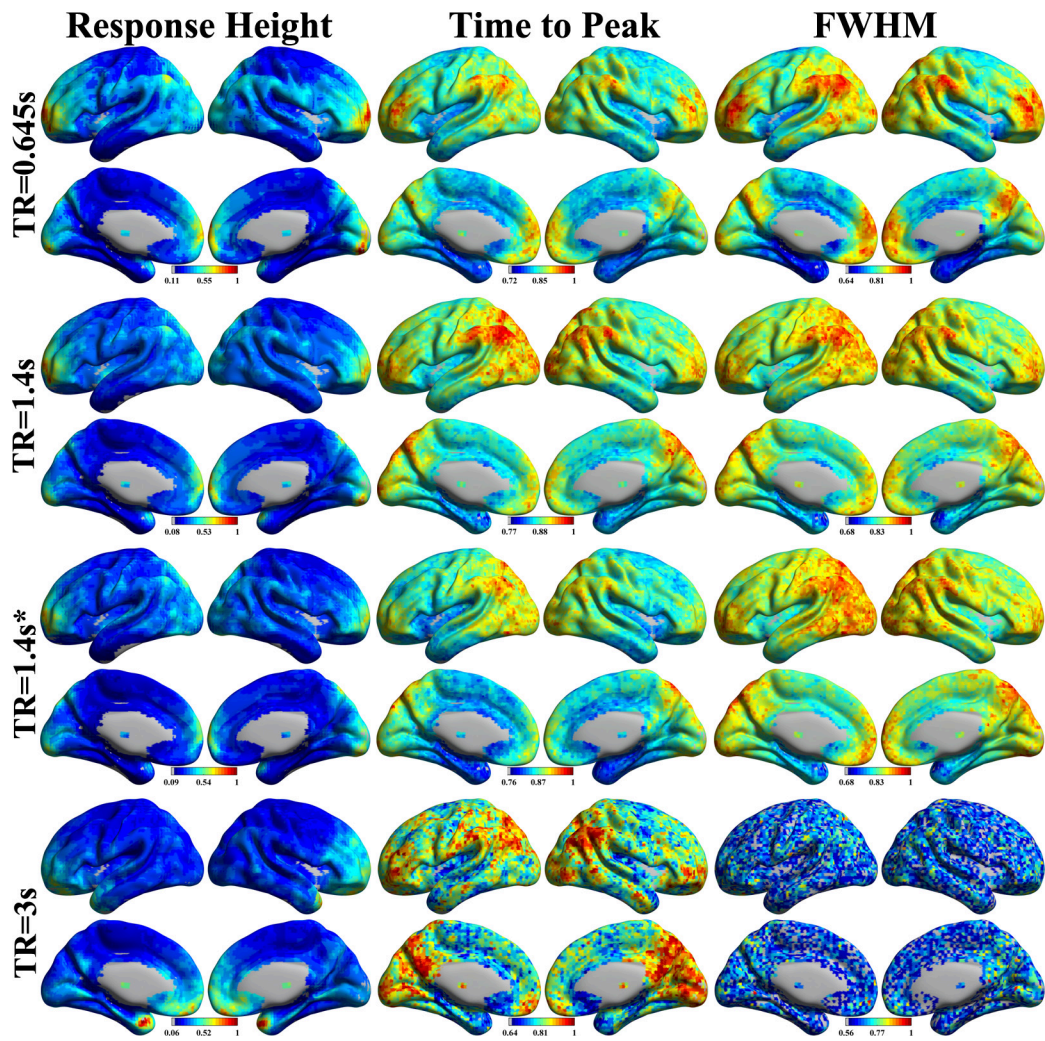 Response Height Time to Peak FWHM
TR=0.645s
0.11 0.55 1 0.72 0.85 1 0.64 0.81 1
TR=1.4s
0.08 0.53 1 0.77 0.88 1 0.68 0.83 1
TR=1.4s*
0.09 0.54 1 0.76 0.87 1 0.68 0.83 1
TR=3s
0.06 0.52 1 0.64 0.81 1 0.56 0.77 1